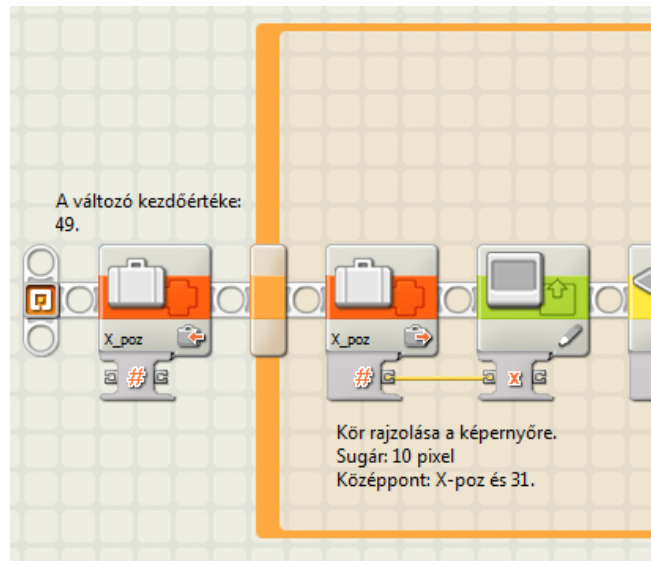 A változó kezdőértéke:
49.
X_poz
X_poz
#
#
x
Kör rajzolása a képernyőre.
Sugár: 10 pixel
Középpont: X-poz és 31.